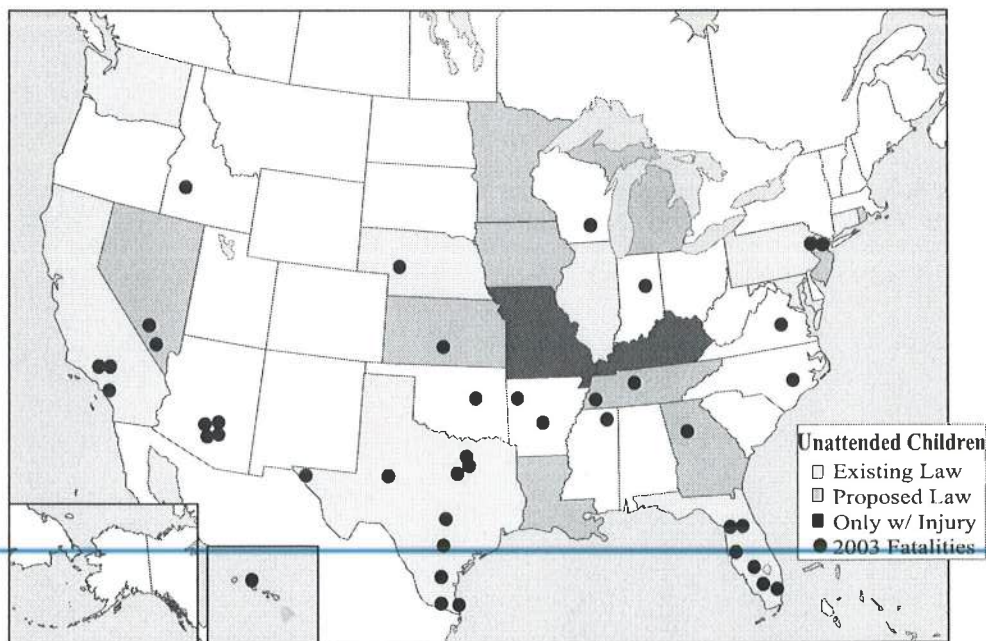 Unattended Children
Existing Law
Proposed Law
Only w/ Injury
2003 Fatalities